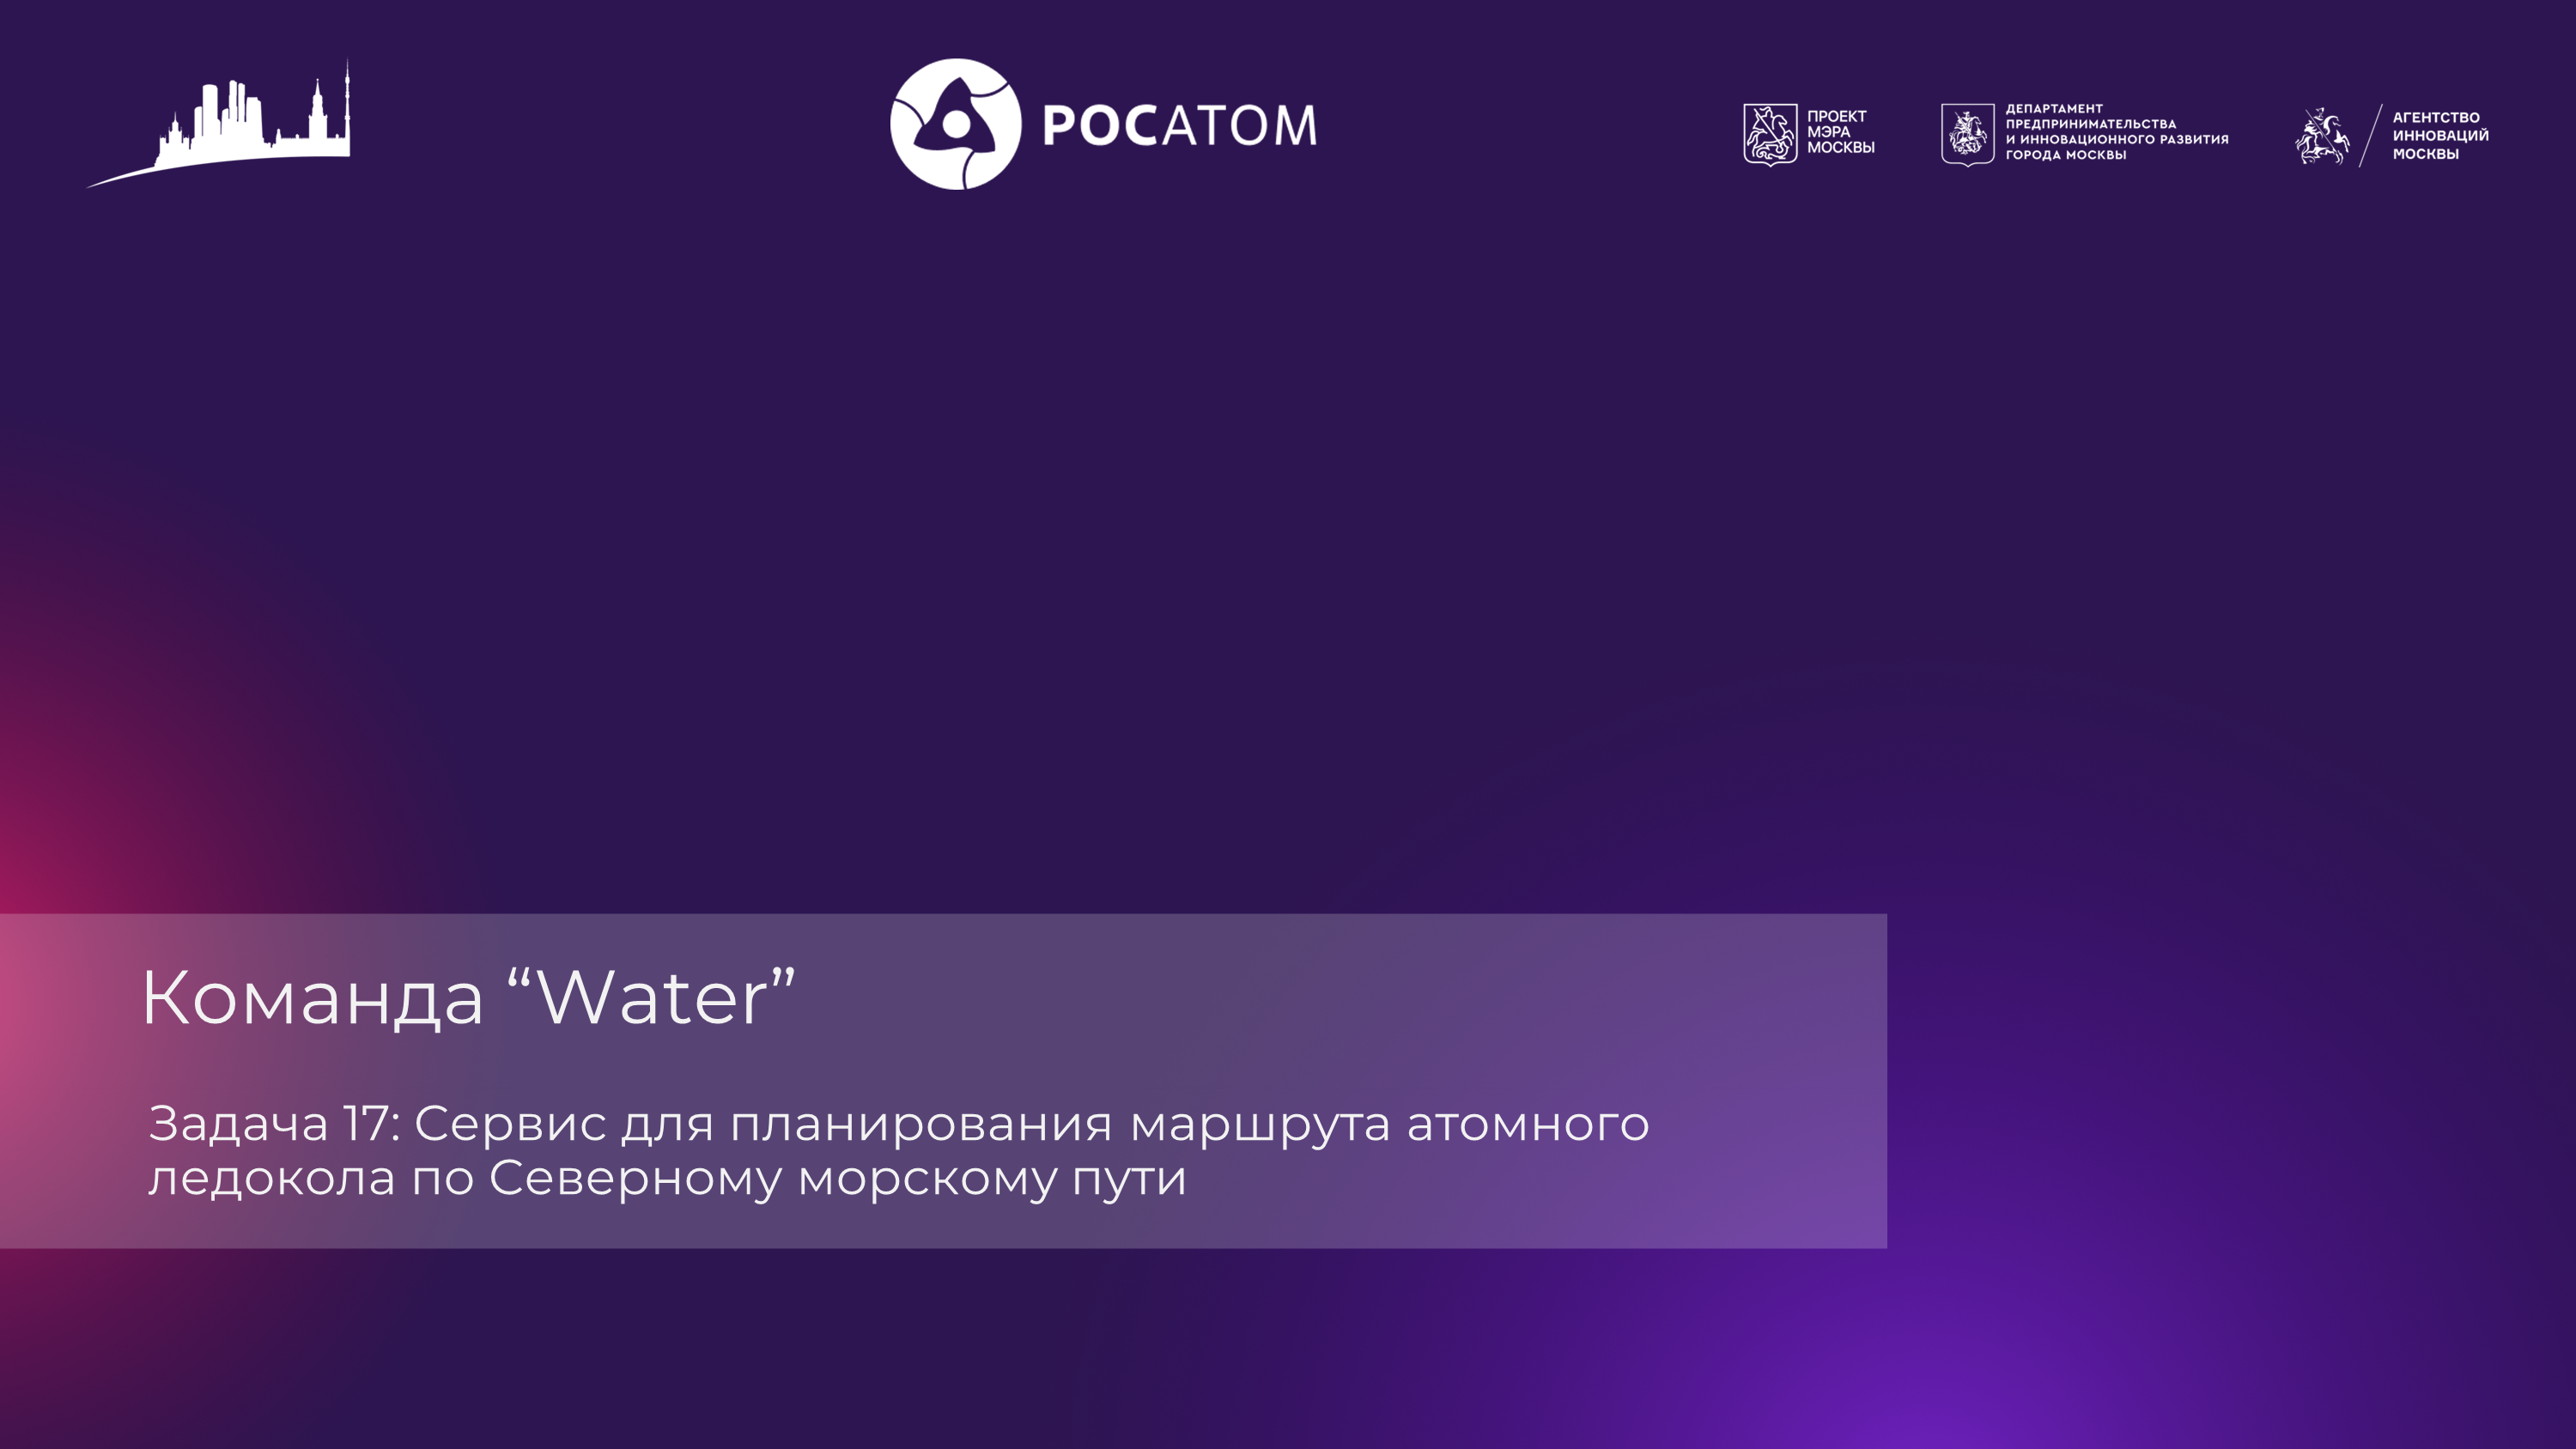 РОСАТОМ
ПРОЕКТ
МЭРА
МОСКВЫ
ДЕПАРТАМЕНТ
ПРЕДПРИНИМАТЕЛЬСТВА
И ИННОВАЦИОННОГО РАЗВИТИЯ
ГОРОДА МОСКВЫ
АГЕНТСТВО
ИННОВАЦИЙ
МОСКВЫ
Команда “Water”
Задача 17: Сервис для планирования маршрута атомного
ледокола по Северному морскому пути